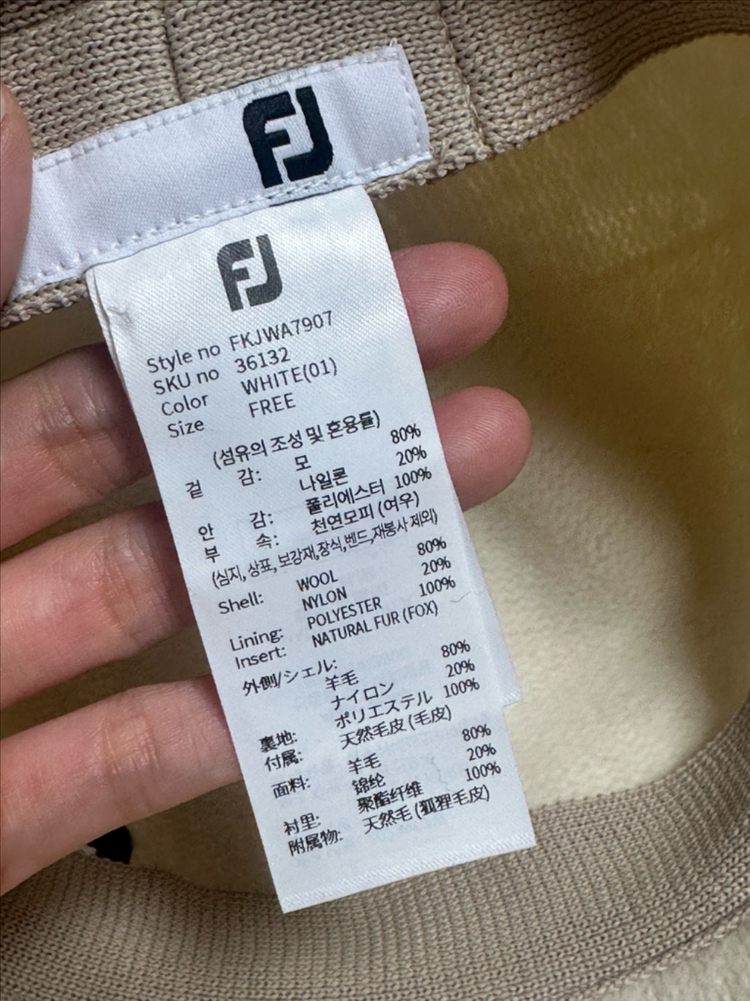 FJ
FJ
Style no FKJWA7907
SKU no 36132
Color WHITE(01)
Size FREE
(섬유의 조성 및 혼용률)
겉 감: 모 80%
나일론 20%
안 감: 폴리에스터 100%
부 속: 천연모피 (여우)
(심지, 상표, 보강재,장식,벤드,재봉사 제외)
Shell: WOOL 80%
NYLON 20%
Lining: POLYESTER 100%
Insert: NATURAL FUR (FOX)
外側/シェル: 羊毛 80%
ナイロン 20%
裏地: ポリエステル 100%
付属: 天然毛皮 (毛皮)
面料: 羊毛 80%
锦纶 20%
衬里: 聚酯纤维 100%
附属物: 天然毛 (狐狸毛皮)